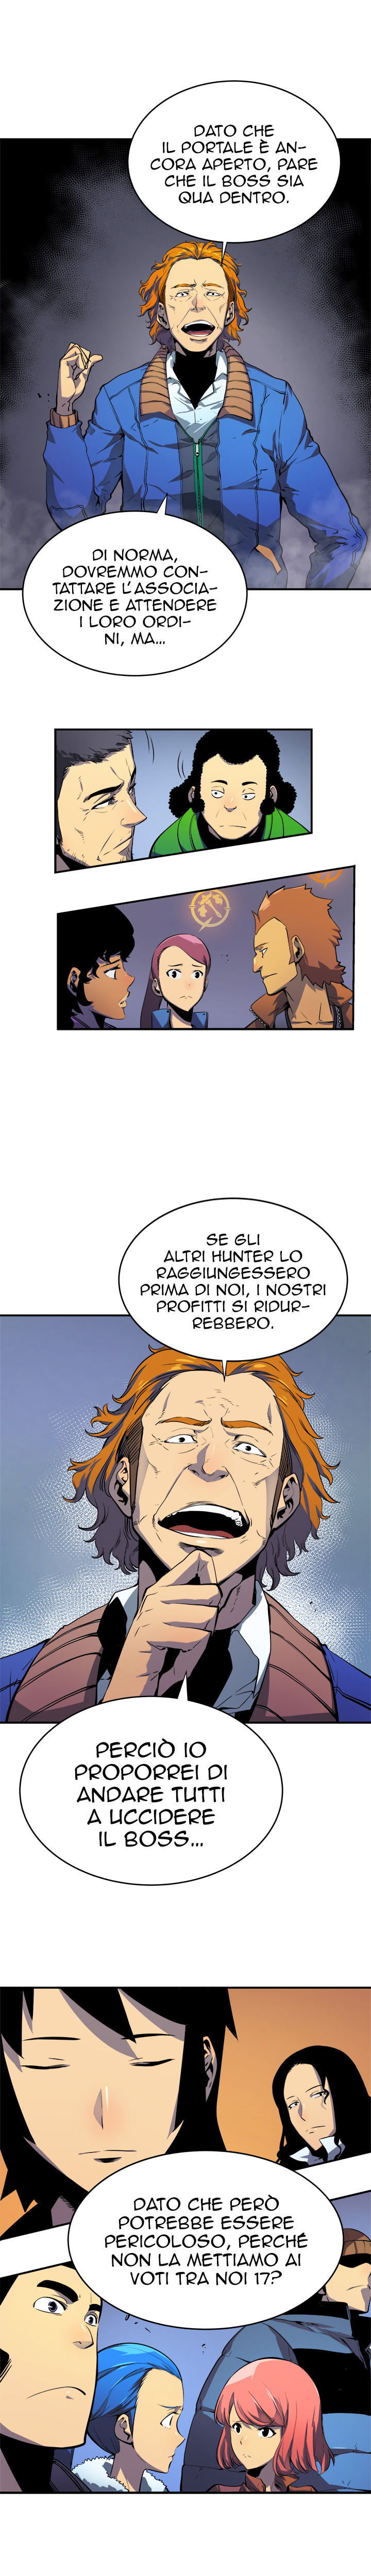 DATO CHE
IL PORTALE È AN-
CORA APERTO, PARE
CHE IL BOSS SIA
QUA DENTRO.
DI NORMA,
DOVREMMO CON-
TATTARE L'ASSOCIA-
ZIONE E ATTENDERE
I LORO ORDI-
NI, MA...
SE GLI
ALTRI HUNTER LO
RAGGIUNGESSERO
PRIMA DI NOI, I NOSTRI
PROFITTI SI RIDUR-
REBBERO.
PERCIÒ IO
PROPORREI DI
ANDARE TUTTI
A UCCIDERE
IL BOSS...
DATO CHE PERÒ
POTREBBE ESSERE
PERICOLOSO, PERCHÉ
NON LA METTIAMO AI
VOTI TRA NOI 17?